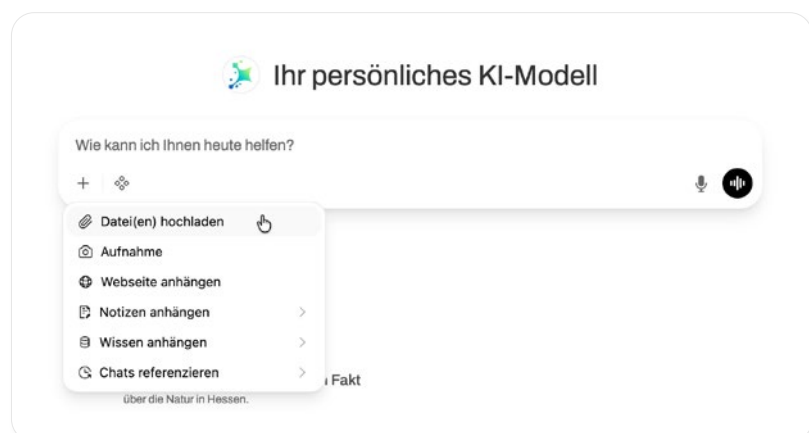 Ihr persönliches KI-Modell
Wie kann ich Ihnen heute helfen?
Datei(en) hochladen
Aufnahme
Webseite anhängen
Notizen anhängen
Wissen anhängen
Chats referenzieren
Fakt
über die Natur in Hessen.